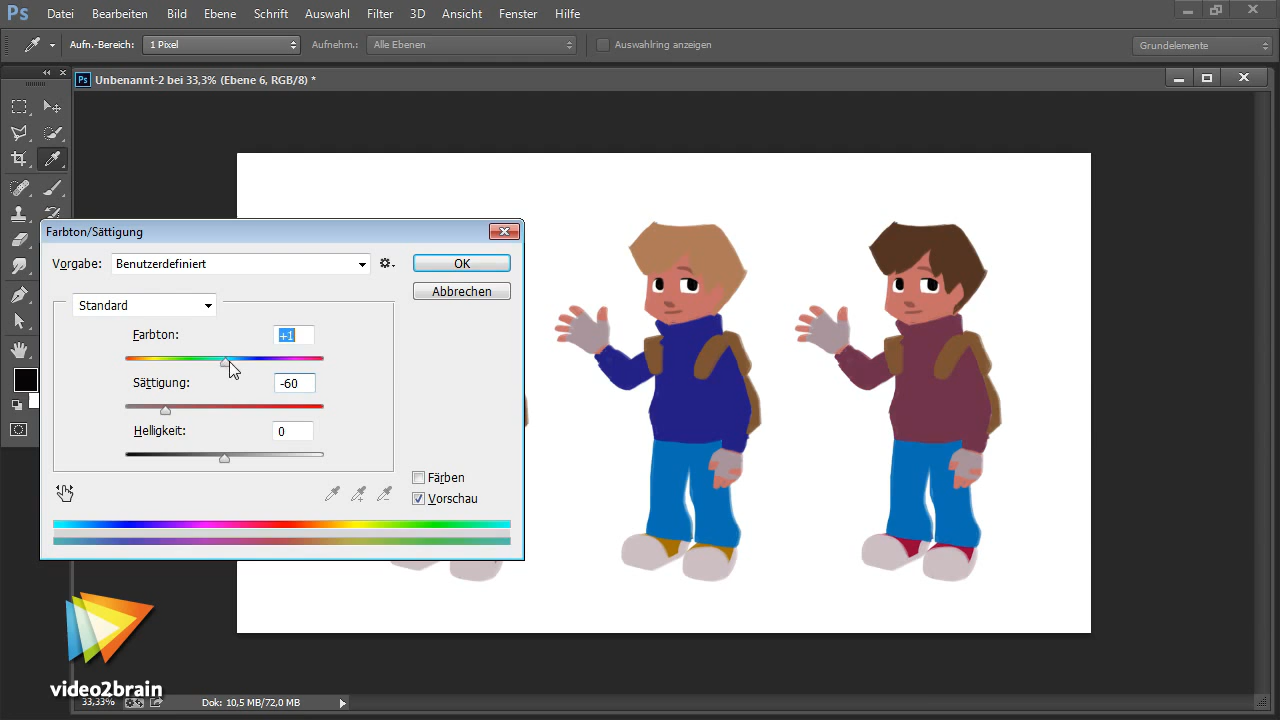 Ps Datei Bearbeiten Bild Ebene Schrift Auswahl Filter 3D Ansicht Fenster Hilfe
Aufn.-Bereich: 1 Pixel Aufnehm.: Alle Ebenen Auswahlring anzeigen Grundelemente
Ps Unbenannt-2 bei 33,3% (Ebene 6, RGB/8) *
Farbton/Sättigung
Vorgabe: Benutzerdefiniert OK
Abbrechen
Standard
Farbton: +1
Sättigung: -60
Helligkeit: 0
Färben
Vorschau
video2brain
33,33% Dok: 10,5 MB/72,0 MB